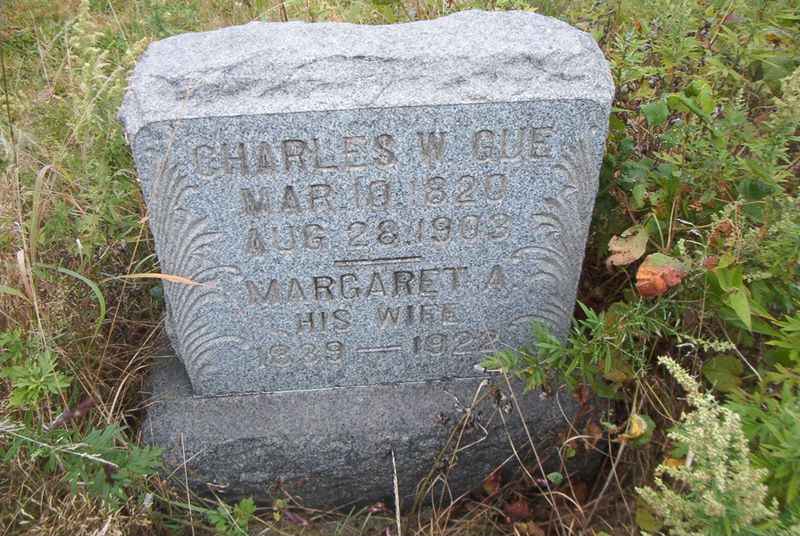 CHARLES W. GUE
MAR. 10. 1820
AUG. 28. 1903
MARGARET A.
HIS WIFE
1839 — 1922